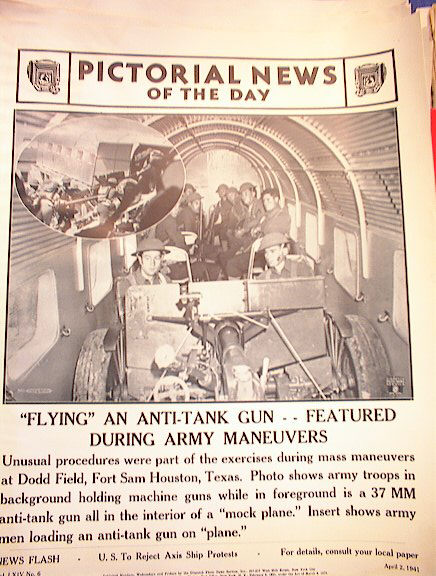 PICTORIAL NEWS
OF THE DAY
"FLYING" AN ANTI-TANK GUN - - FEATURED
DURING ARMY MANEUVERS
Unusual procedures were part of the exercises during mass maneuvers
at Dodd Field, Fort Sam Houston, Texas. Photo shows army troops in
background holding machine guns while in foreground is a 37 MM
anti-tank gun all in the interior of a "mock plane." Insert shows army
men loading an anti-tank gun on "plane."
NEWS FLASH · U. S. To Reject Axis Ship Protests · For details, consult your local paper
LXIV No. 6
April 2, 1941